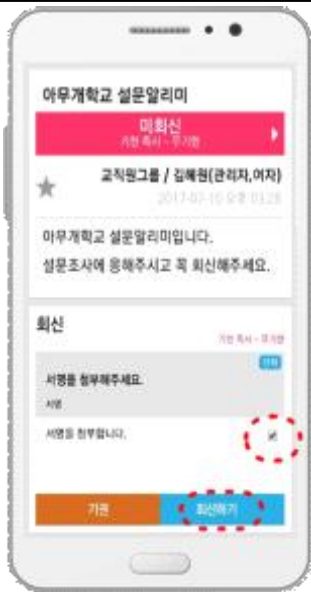 아무개학교 설문알리미
미회신
기한 즉시 ~ 무기한
교직원그룹 / 김혜원(관리자,여자)
2017-07-10 오후 03:28
아무개학교 설문알리미입니다.
설문조사에 응해주시고 꼭 회신해주세요.
회신
기한 즉시 ~ 무기한
서명을 첨부해주세요.
서명
서명을 첨부합니다.
기권
회신하기